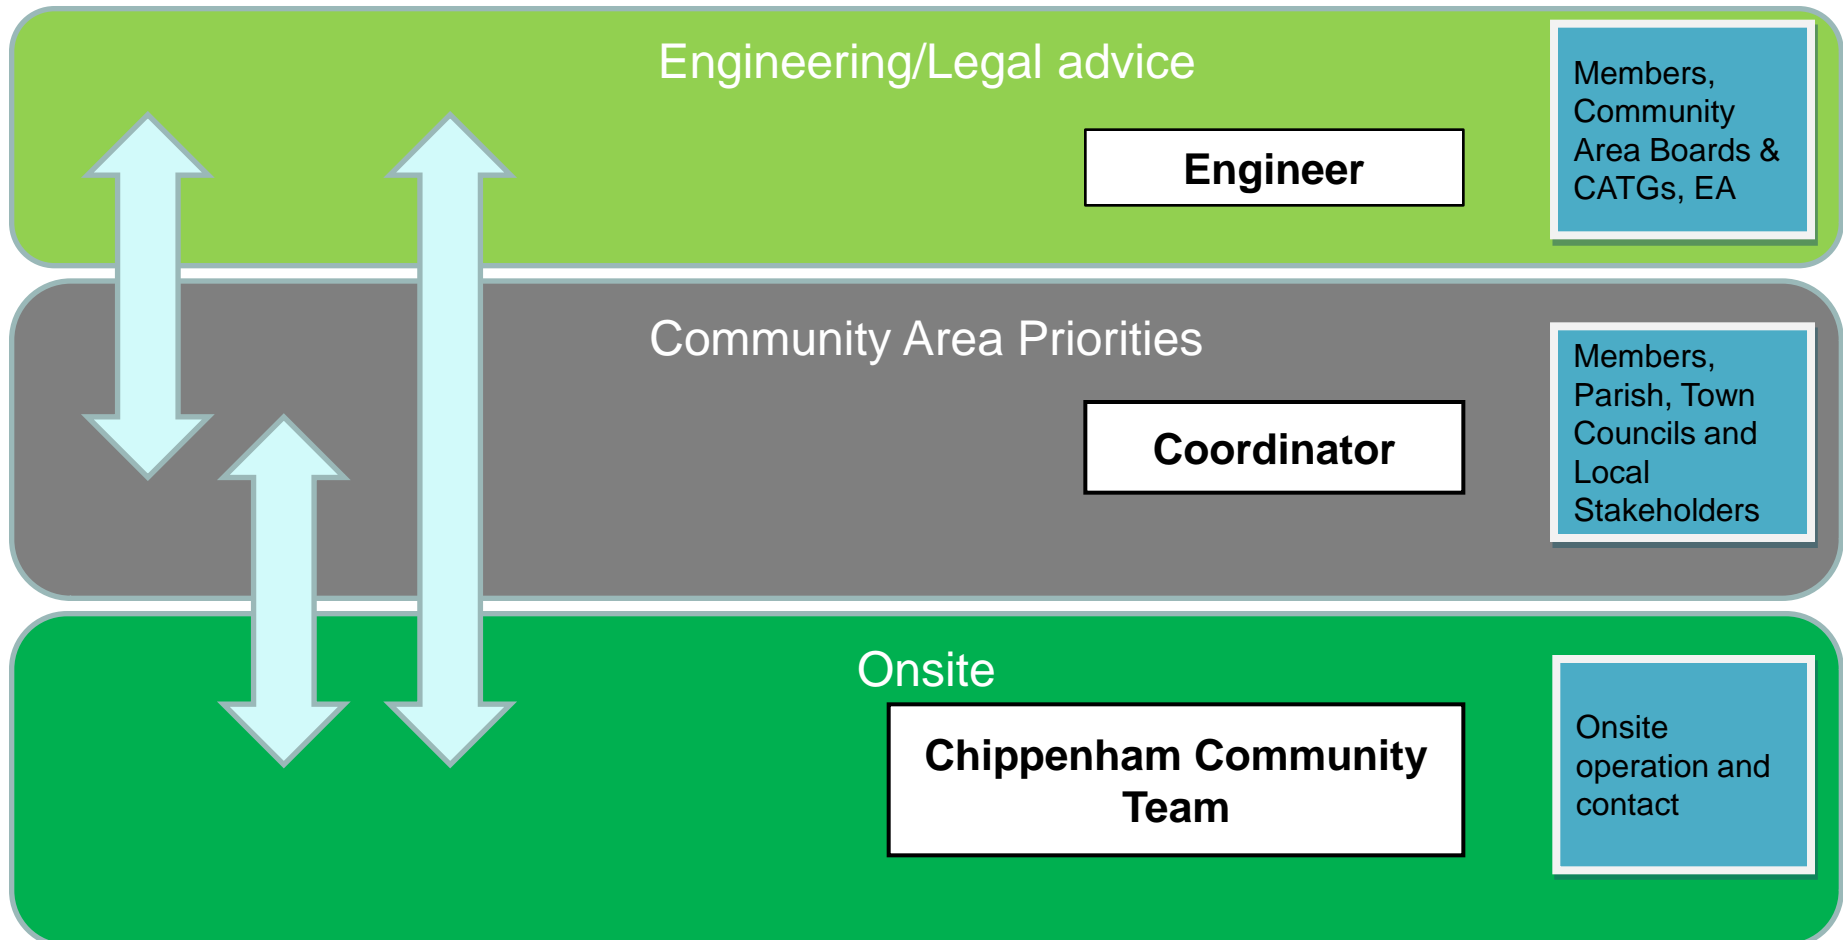 Engineering/Legal advice
Engineer
Members,
Community
Area Boards &
CATGs, EA
Community Area Priorities
Coordinator
Members,
Parish, Town
Councils and
Local
Stakeholders
Onsite
Chippenham Community
Team
Onsite
operation and
contact